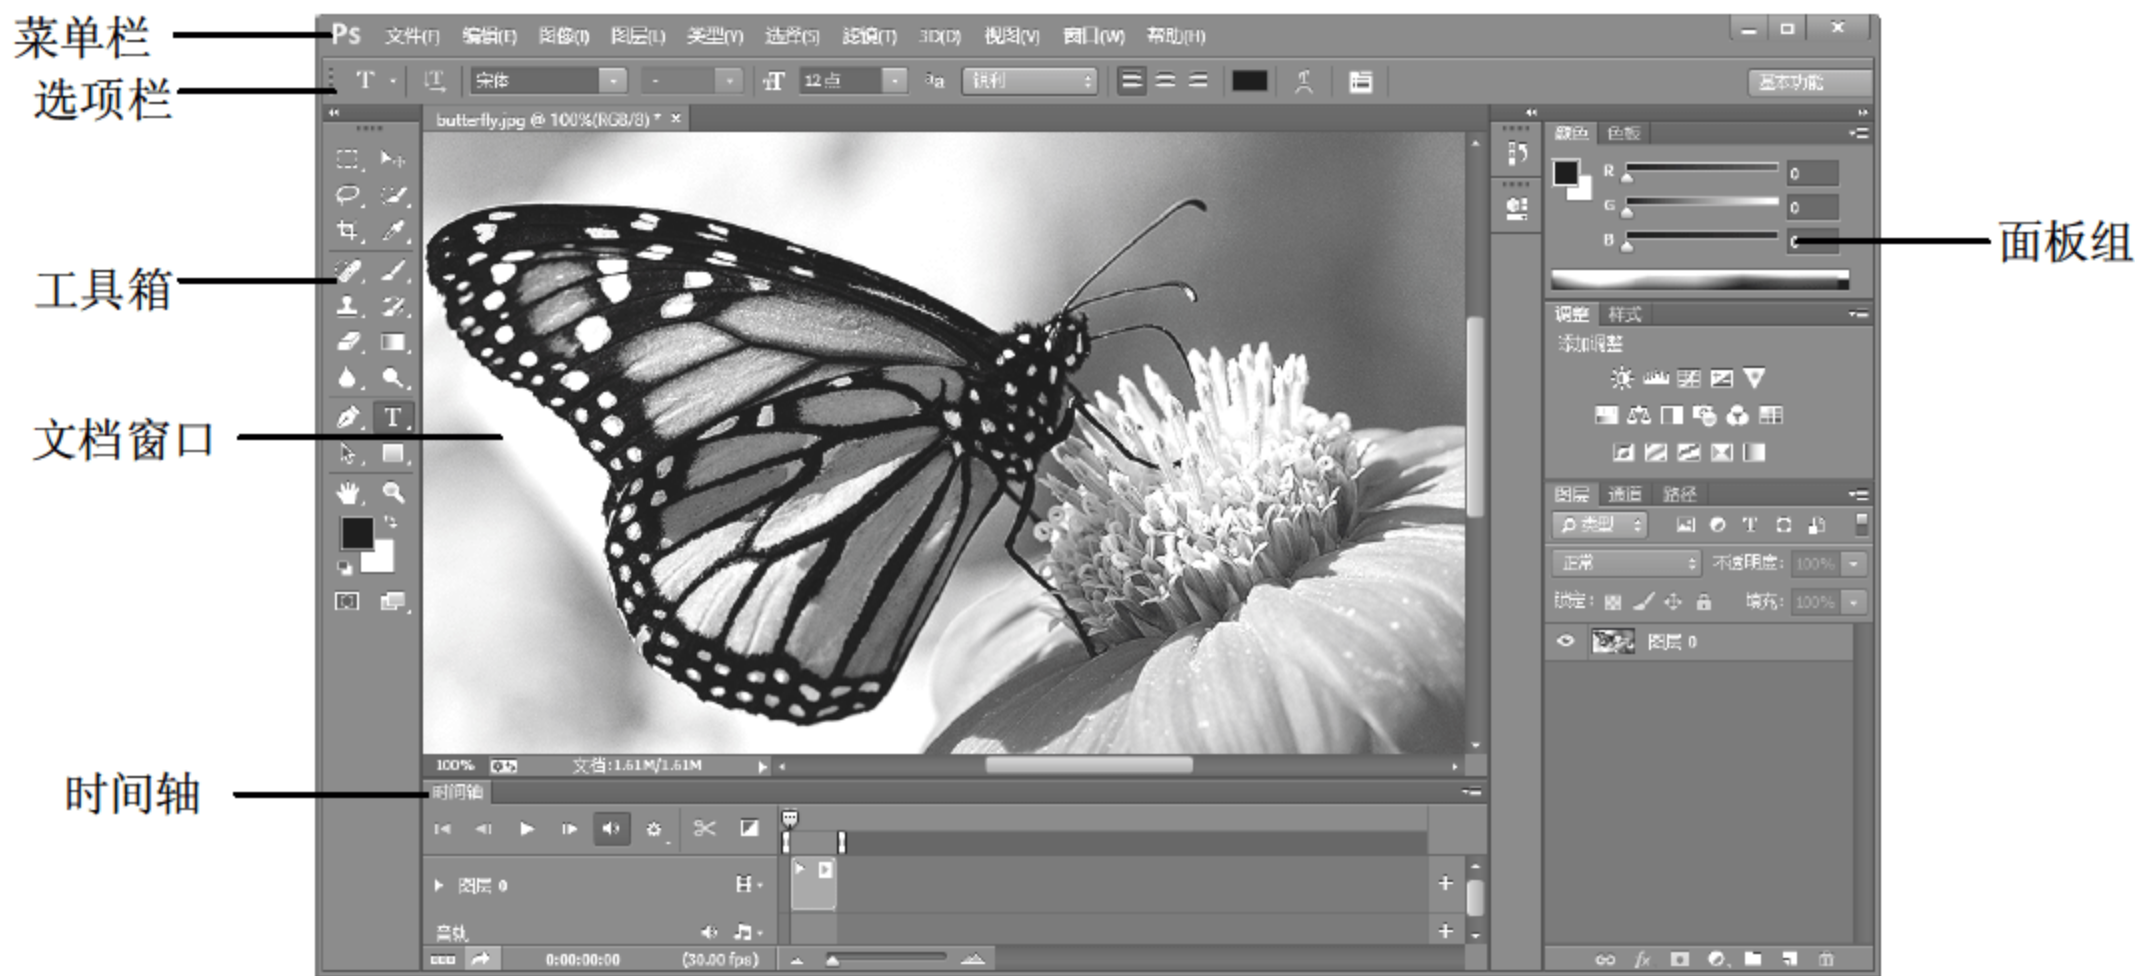 菜单栏
Ps 文件(F) 编辑(E) 图像(I) 图层(L) 类型(Y) 选择(S) 滤镜(T) 3D(D) 视图(V) 窗口(W) 帮助(H)
选项栏
T 宋体 - 12点 aa 锐利 基本功能
butterfly.jpg @ 100%(RGB/8) * ×
颜色 色板
R 0
G 0
B 0
面板组
工具箱
调整 样式
添加调整
文档窗口
图层 通道 路径
类型
正常 不透明度: 100%
锁定: 填充: 100%
图层 0
100% 文档:1.61M/1.61M
时间轴
时间轴
图层 0
音轨
0:00:00:00 (30.00 fps)
fx